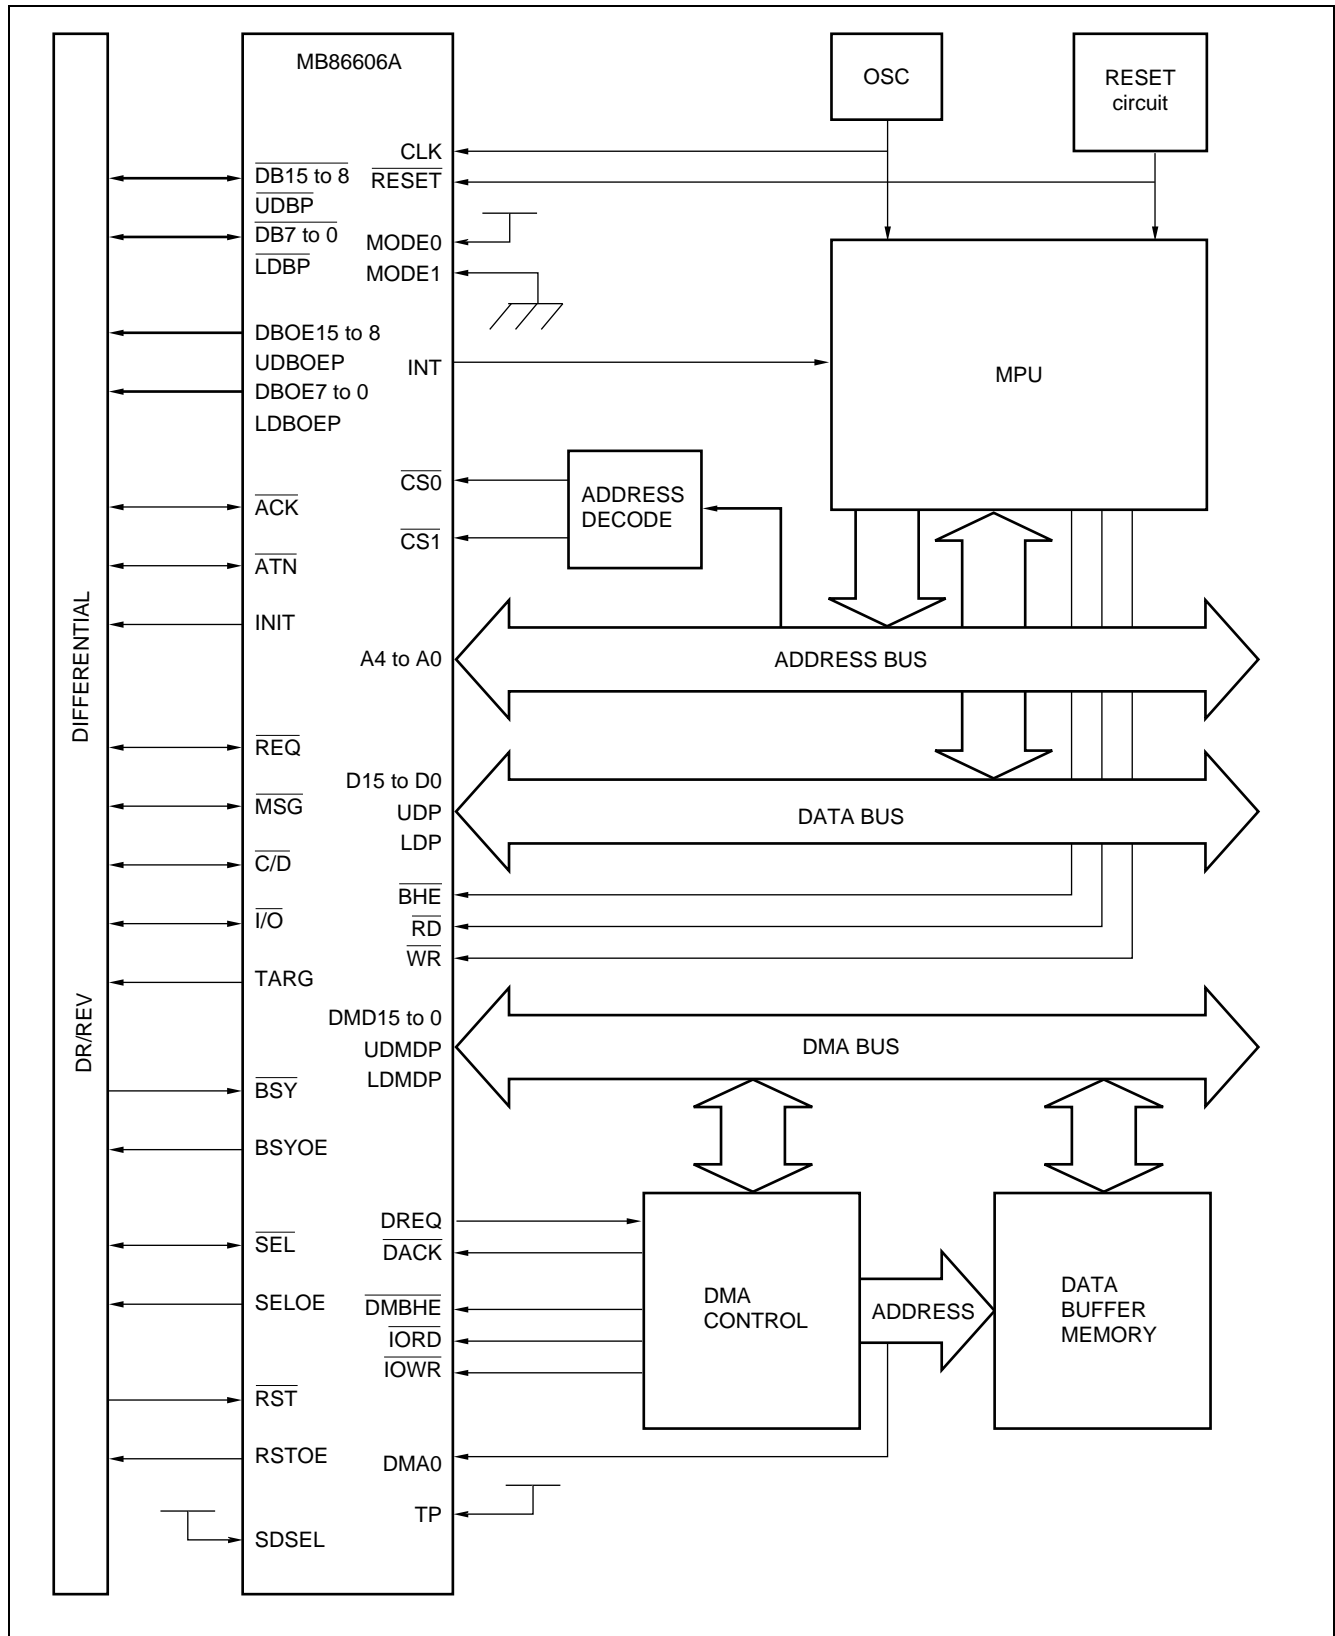 MB86606A
OSC
RESET
circuit
CLK
RESET
DB15 to 8
UDBP
DB7 to 0
LDBP
MODE0
MODE1
DBOE15 to 8
UDBOEP
DBOE7 to 0
LDBOEP
INT
MPU
CS0
CS1
ADDRESS
DECODE
ACK
ATN
INIT
A4 to A0
ADDRESS BUS
DIFFERENTIAL
DR/REV
REQ
MSG
C/D
I/O
TARG
D15 to D0
UDP
LDP
DATA BUS
BHE
RD
WR
DMD15 to 0
UDMDP
LDMDP
DMA BUS
BSY
BSYOE
SEL
SELOE
RST
RSTOE
SDSEL
DREQ
DACK
DMBHE
IORD
IOWR
DMA0
TP
DMA
CONTROL
ADDRESS
DATA
BUFFER
MEMORY